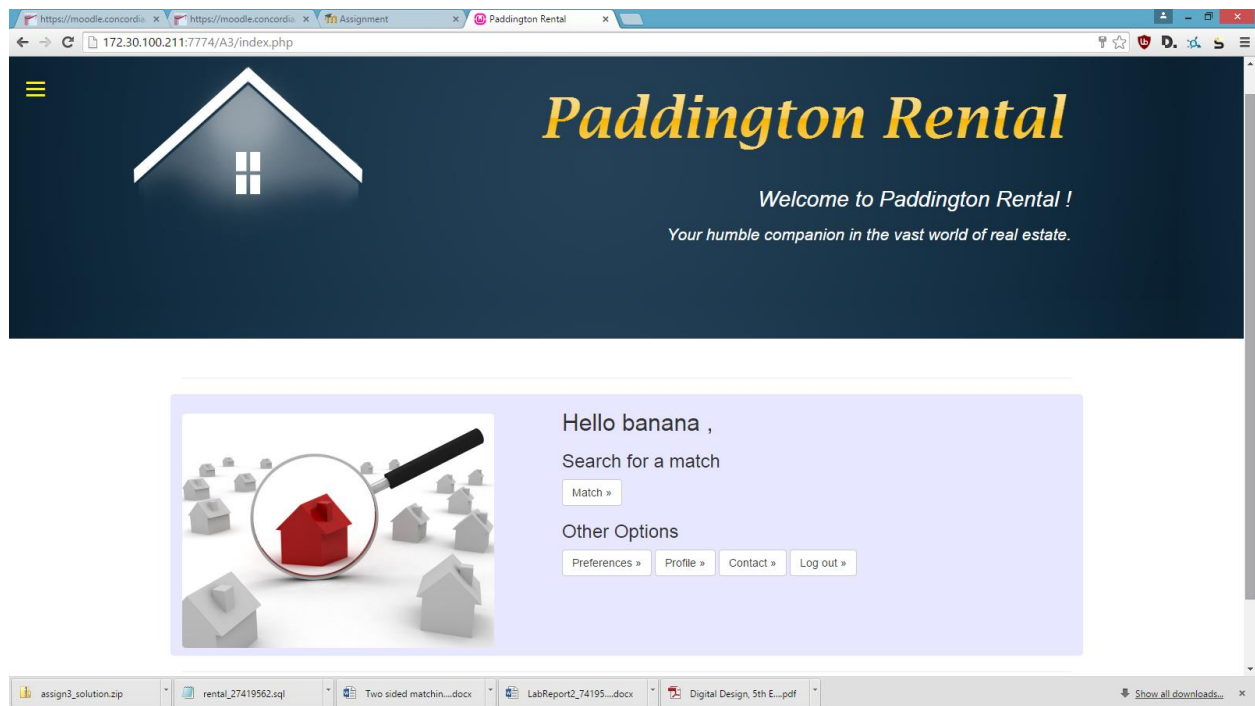 https://moodle.concordia
https://moodle.concordia
Assignment
Paddington Rental
172.30.100.211:7774/A3/index.php
Paddington Rental
Welcome to Paddington Rental !
Your humble companion in the vast world of real estate.
Hello banana ,
Search for a match
Match »
Other Options
Preferences » Profile » Contact » Log out »
assign3_solution.zip rental_27419562.sql Two sided matchin....docx LabReport2_74195....docx Digital Design, 5th E....pdf Show all downloads...